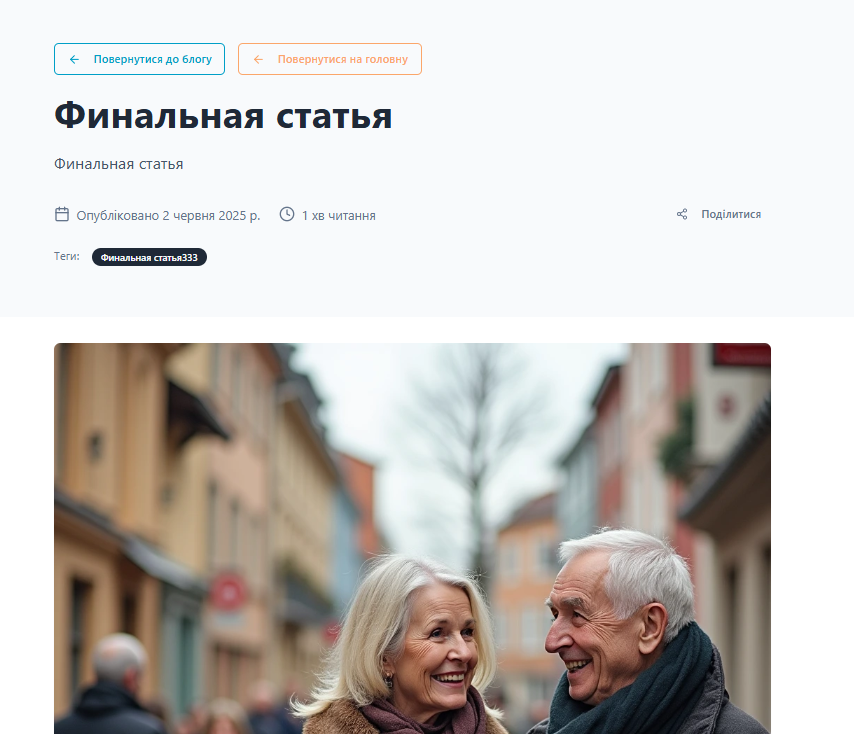 Повернутися до блогу
Повернутися на головну
Финальная статья
Финальная статья
Опубліковано 2 червня 2025 р.
1 хв читання
Поділитися
Теги:
Финальная статья333